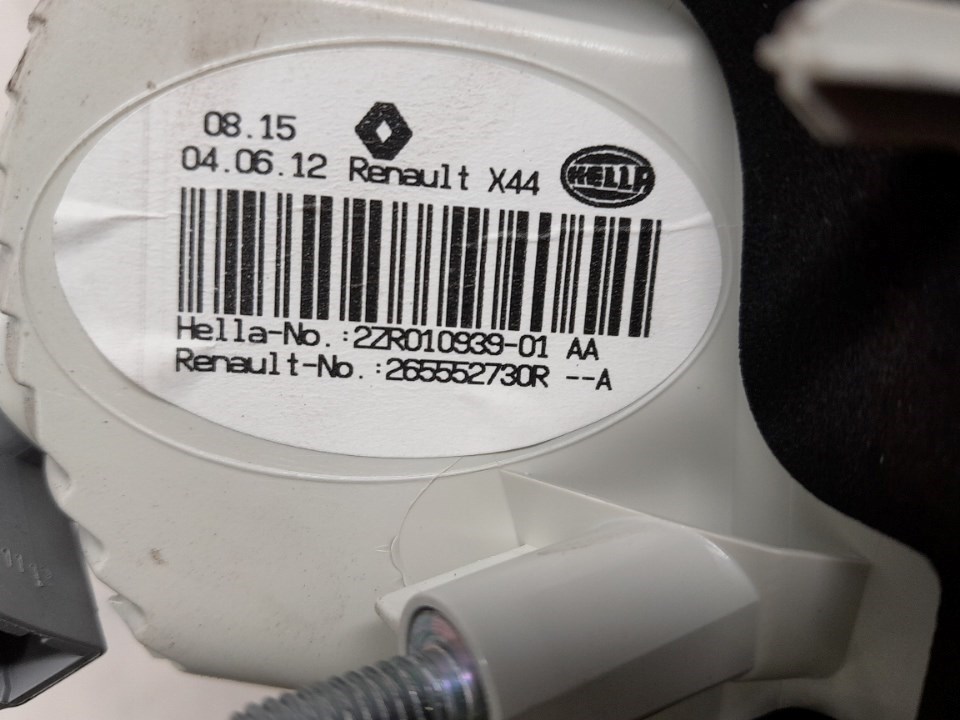 08.15
04.06.12 Renault X44
HELLA
Hella-No.:2ZR010939-01 AA
Renault-No.:265552730R --A